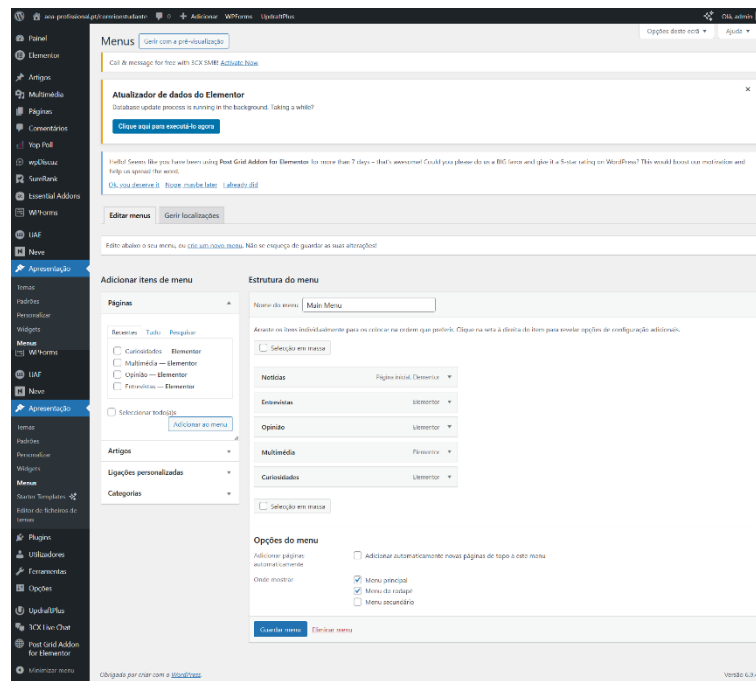 aea-profissional.pt/correioestudante 0 + Adicionar WPForms UpdraftPlus Olá, admin
Opções deste ecrã Ajuda
Painel
Elementor
Artigos
Multimédia
Páginas
Comentários
Yop Poll
wpDiscuz
SureRank
Essential Addons
WPForms
UAE
Neve
Apresentação
Temas
Padrões
Personalizar
Widgets
Menus
WPForms
UAE
Neve
Apresentação
Temas
Padrões
Personalizar
Widgets
Menus
Starter Templates
Editor de ficheiros de
temas
Plugins
Utilizadores
Ferramentas
Opções
UpdraftPlus
3CX Live Chat
Post Grid Addon
for Elementor
Minimizar menu
Menus Gerir com a pré-visualização
Call & message for free with 3CX SMB! Activate Now
Atualizador de dados do Elementor
Database update process is running in the background. Taking a while?
Clique aqui para executá-lo agora
Hello! Seems like you have been using Post Grid Addon for Elementor for more than 7 days – that's awesome! Could you please do us a BIG favor and give it a 5-star rating on WordPress? This would boost our motivation and
help us spread the word.
Ok, you deserve it Nope, maybe later I already did
Editar menus Gerir localizações
Edite abaixo o seu menu, ou crie um novo menu. Não se esqueça de guardar as suas alterações!
Adicionar itens de menu
Páginas
Recentes Tudo Pesquisar
Curiosidades — Elementor
Multimédia — Elementor
Opinião — Elementor
Entrevistas — Elementor
Seleccionar todo(a)s
Adicionar ao menu
Artigos
Ligações personalizadas
Categorias
Estrutura do menu
Nome do menu Main Menu
Arraste os itens individualmente para os colocar na ordem que preferir. Clique na seta à direita do item para revelar opções de configuração adicionais.
Selecção em massa
Notícias Página inicial, Elementor
Entrevistas Elementor
Opinião Elementor
Multimédia Elementor
Curiosidades Elementor
Selecção em massa
Opções do menu
Adicionar páginas
automaticamente
Adicionar automaticamente novas páginas de topo a este menu
Onde mostrar
Menu principal
Menu do rodapé
Menu secundário
Guardar menu Eliminar menu
Obrigado por criar com o WordPress.